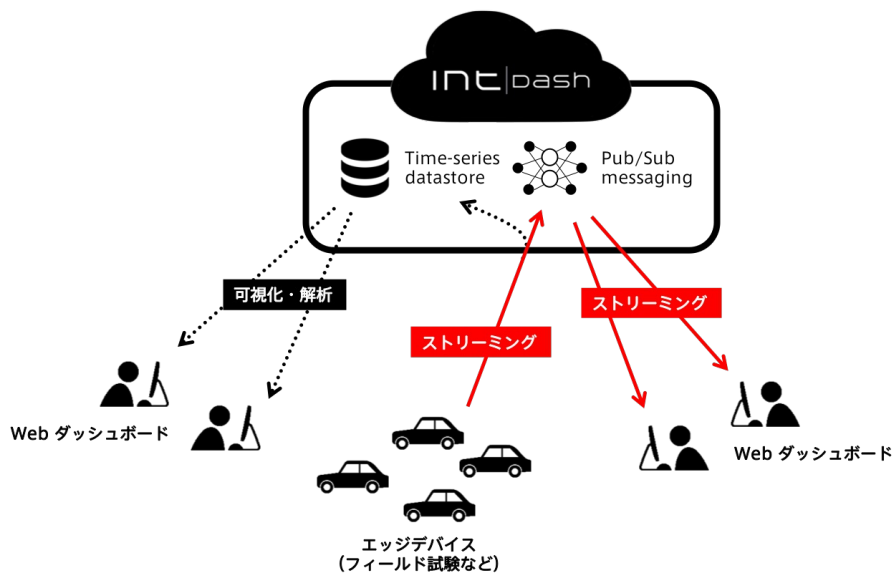 INt|DASH
Time-series
datastore
Pub/Sub
messaging
可視化・解析
ストリーミング
ストリーミング
Web ダッシュボード
Web ダッシュボード
エッジデバイス
(フィールド試験など)